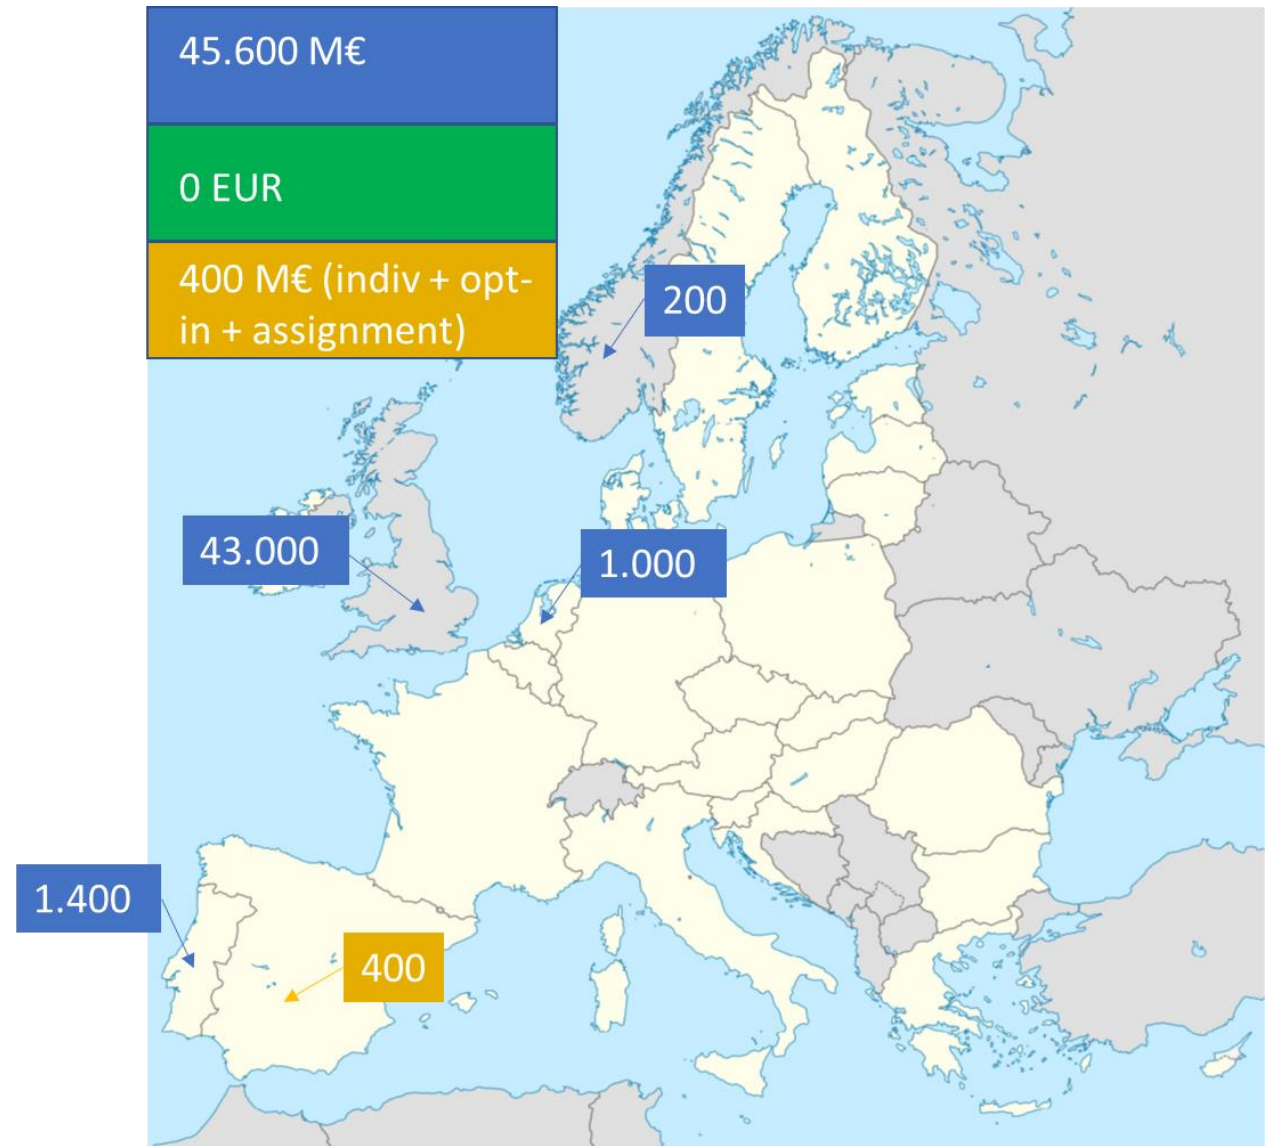 45.600 M€
0 EUR
400 M€ (indiv + opt-
in + assignment)
200
43.000
1.000
1.400
400